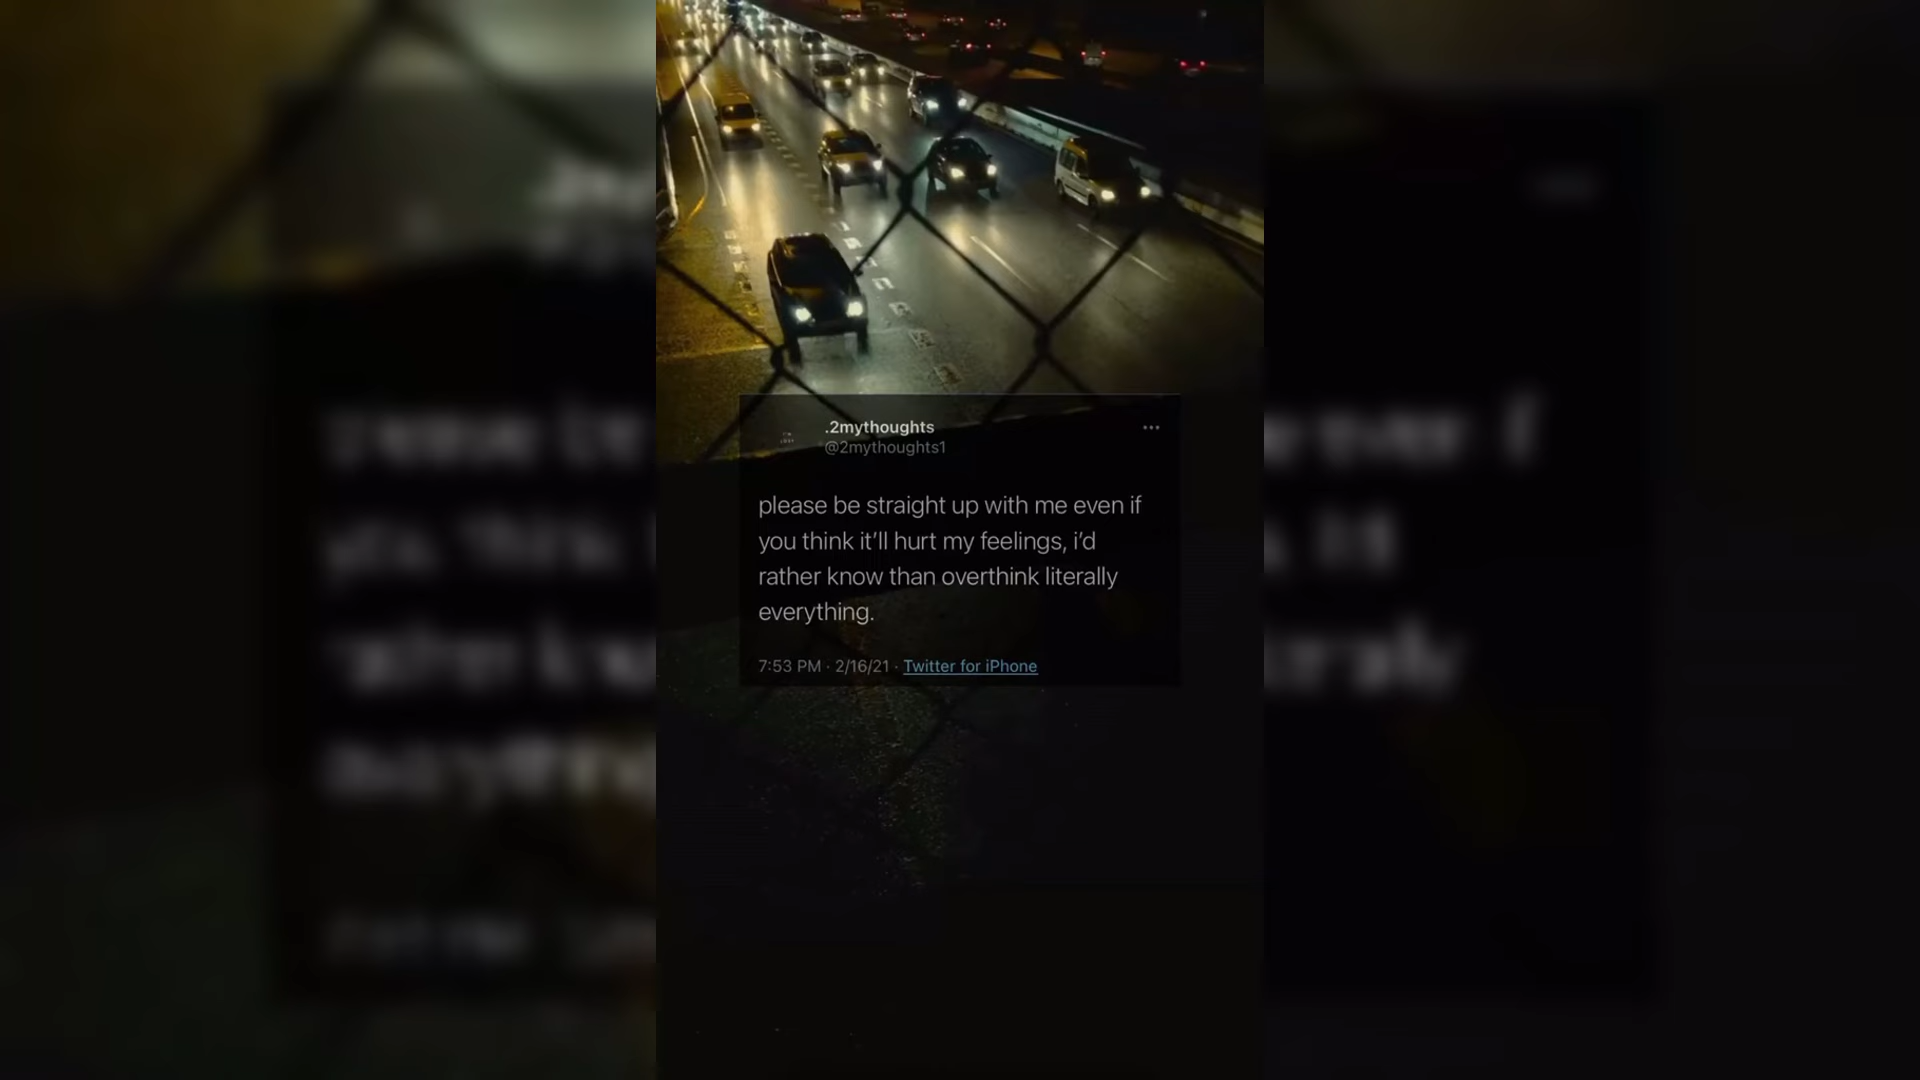 .2mythoughts
@2mythoughts1
please be straight up with me even if
you think it’ll hurt my feelings, i’d
rather know than overthink literally
everything.
7:53 PM · 2/16/21 · Twitter for iPhone